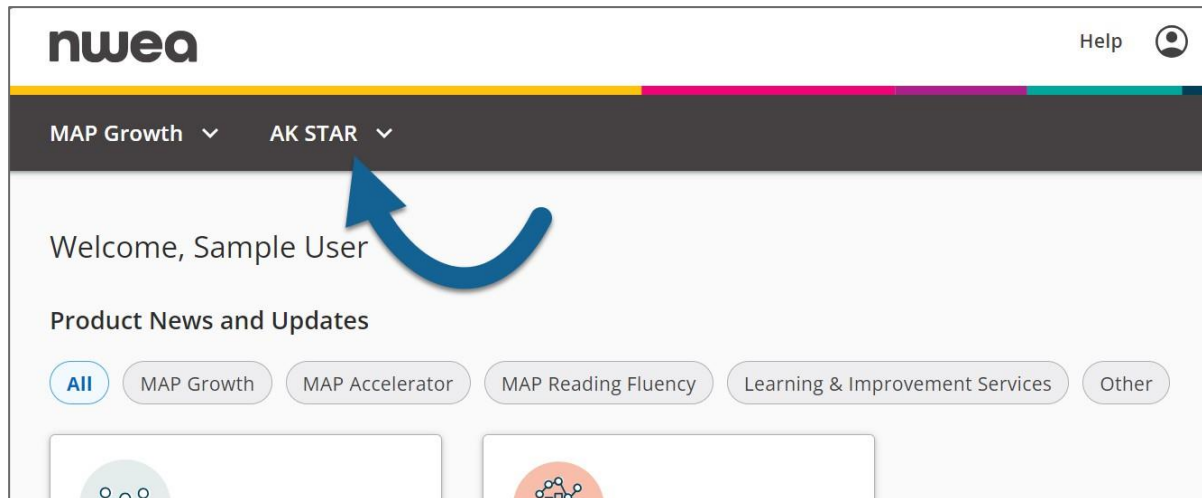 nwea
Help
MAP Growth AK STAR
Welcome, Sample User
Product News and Updates
All MAP Growth MAP Accelerator MAP Reading Fluency Learning & Improvement Services Other